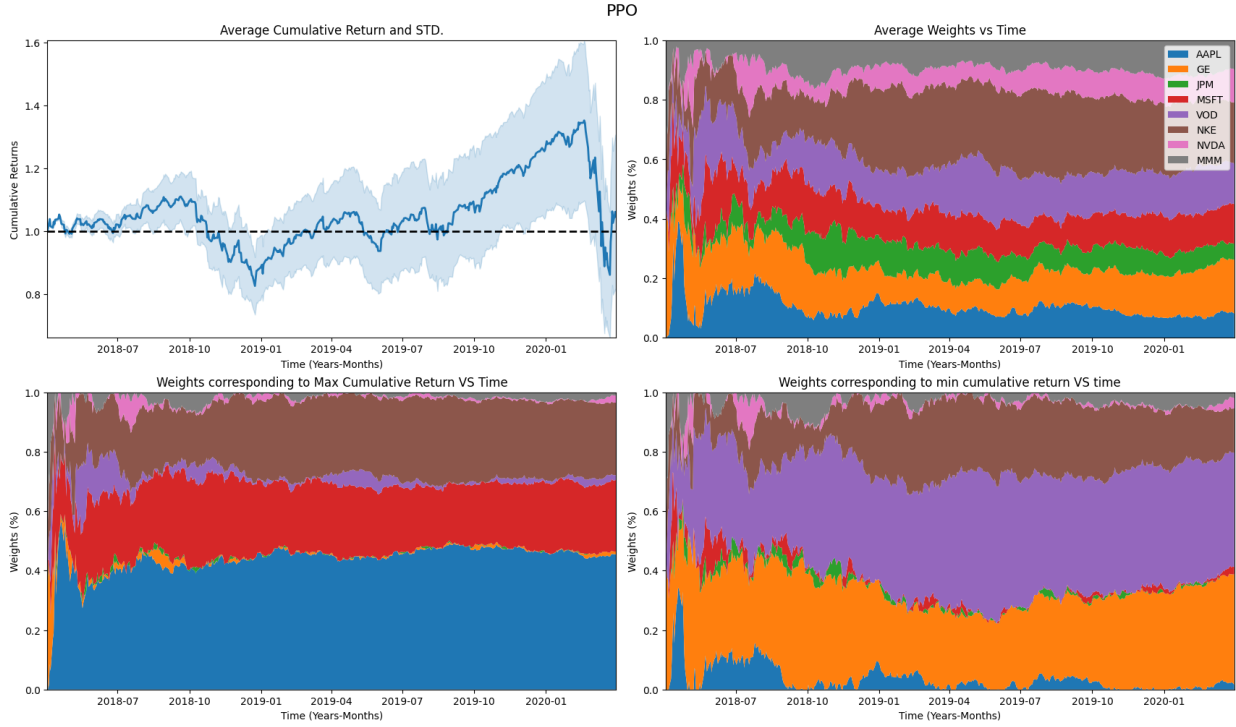 PPO
Average Cumulative Return and STD.
Cumulative Returns
1.6
1.4
1.2
1.0
0.8
2018-07 2018-10 2019-01 2019-04 2019-07 2019-10 2020-01
Time (Years-Months)
Average Weights vs Time
Weights (%)
1.0
0.8
0.6
0.4
0.2
0.0
AAPL
GE
JPM
MSFT
VOD
NKE
NVDA
MMM
2018-07 2018-10 2019-01 2019-04 2019-07 2019-10 2020-01
Time (Years-Months)
Weights corresponding to Max Cumulative Return VS Time
Weights (%)
1.0
0.8
0.6
0.4
0.2
0.0
2018-07 2018-10 2019-01 2019-04 2019-07 2019-10 2020-01
Time (Years-Months)
Weights corresponding to min cumulative return VS time
Weights (%)
1.0
0.8
0.6
0.4
0.2
0.0
2018-07 2018-10 2019-01 2019-04 2019-07 2019-10 2020-01
Time (Years-Months)